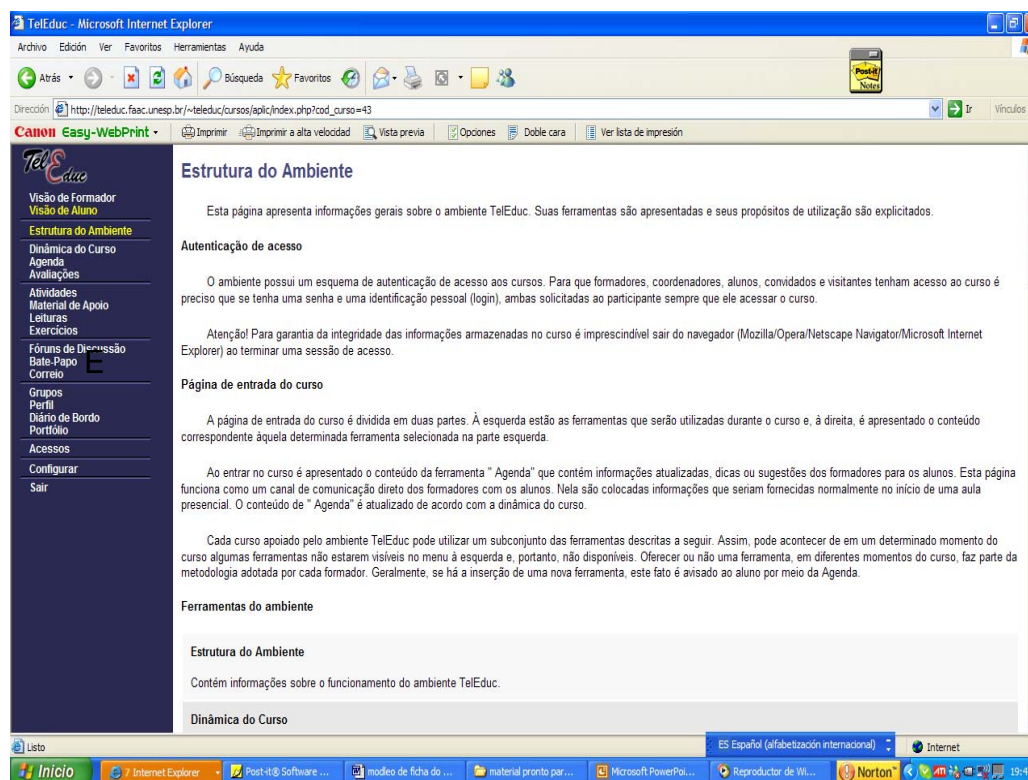 TelEduc - Microsoft Internet Explorer
Archivo Edición Ver Favoritos Herramientas Ayuda
Atrás Búsqueda Favoritos
Post-it
Notes
Dirección http://teleduc.faac.unesp.br/~teleduc/cursos/aplic/index.php?cod_curso=43 Ir Vínculos
Canon Easy-WebPrint Imprimir Imprimir a alta velocidad Vista previa Opciones Doble cara Ver lista de impresión
TelEduc
Visão de Formador
Visão de Aluno
Estrutura do Ambiente
Dinâmica do Curso
Agenda
Avaliações
Atividades
Material de Apoio
Leituras
Exercícios
Fóruns de Discussão
Bate-Papo
E
Correio
Grupos
Perfil
Diário de Bordo
Portfólio
Acessos
Configurar
Sair
Estrutura do Ambiente
Esta página apresenta informações gerais sobre o ambiente TelEduc. Suas ferramentas são apresentadas e seus propósitos de utilização são explicitados.
Autenticação de acesso
O ambiente possui um esquema de autenticação de acesso aos cursos. Para que formadores, coordenadores, alunos, convidados e visitantes tenham acesso ao curso é
preciso que se tenha uma senha e uma identificação pessoal (login), ambas solicitadas ao participante sempre que ele acessar o curso.
Atenção! Para garantia da integridade das informações armazenadas no curso é imprescindível sair do navegador (Mozilla/Opera/Netscape Navigator/Microsoft Internet
Explorer) ao terminar uma sessão de acesso.
Página de entrada do curso
A página de entrada do curso é dividida em duas partes. À esquerda estão as ferramentas que serão utilizadas durante o curso e, à direita, é apresentado o conteúdo
correspondente àquela determinada ferramenta selecionada na parte esquerda.
Ao entrar no curso é apresentado o conteúdo da ferramenta " Agenda" que contém informações atualizadas, dicas ou sugestões dos formadores para os alunos. Esta página
funciona como um canal de comunicação direto dos formadores com os alunos. Nela são colocadas informações que seriam fornecidas normalmente no início de uma aula
presencial. O conteúdo de " Agenda" é atualizado de acordo com a dinâmica do curso.
Cada curso apoiado pelo ambiente TelEduc pode utilizar um subconjunto das ferramentas descritas a seguir. Assim, pode acontecer de em um determinado momento do
curso algumas ferramentas não estarem visíveis no menu à esquerda e, portanto, não disponíveis. Oferecer ou não uma ferramenta, em diferentes momentos do curso, faz parte da
metodologia adotada por cada formador. Geralmente, se há a inserção de uma nova ferramenta, este fato é avisado ao aluno por meio da Agenda.
Ferramentas do ambiente
Estrutura do Ambiente
Contém informações sobre o funcionamento do ambiente TelEduc.
Dinâmica do Curso
Listo ES Español (alfabetización internacional) Internet
Inicio 7 Internet Explorer Post-it® Software ... modleo de ficha do ... material pronto par... Microsoft PowerPoi... Reproductor de Wi... Norton™